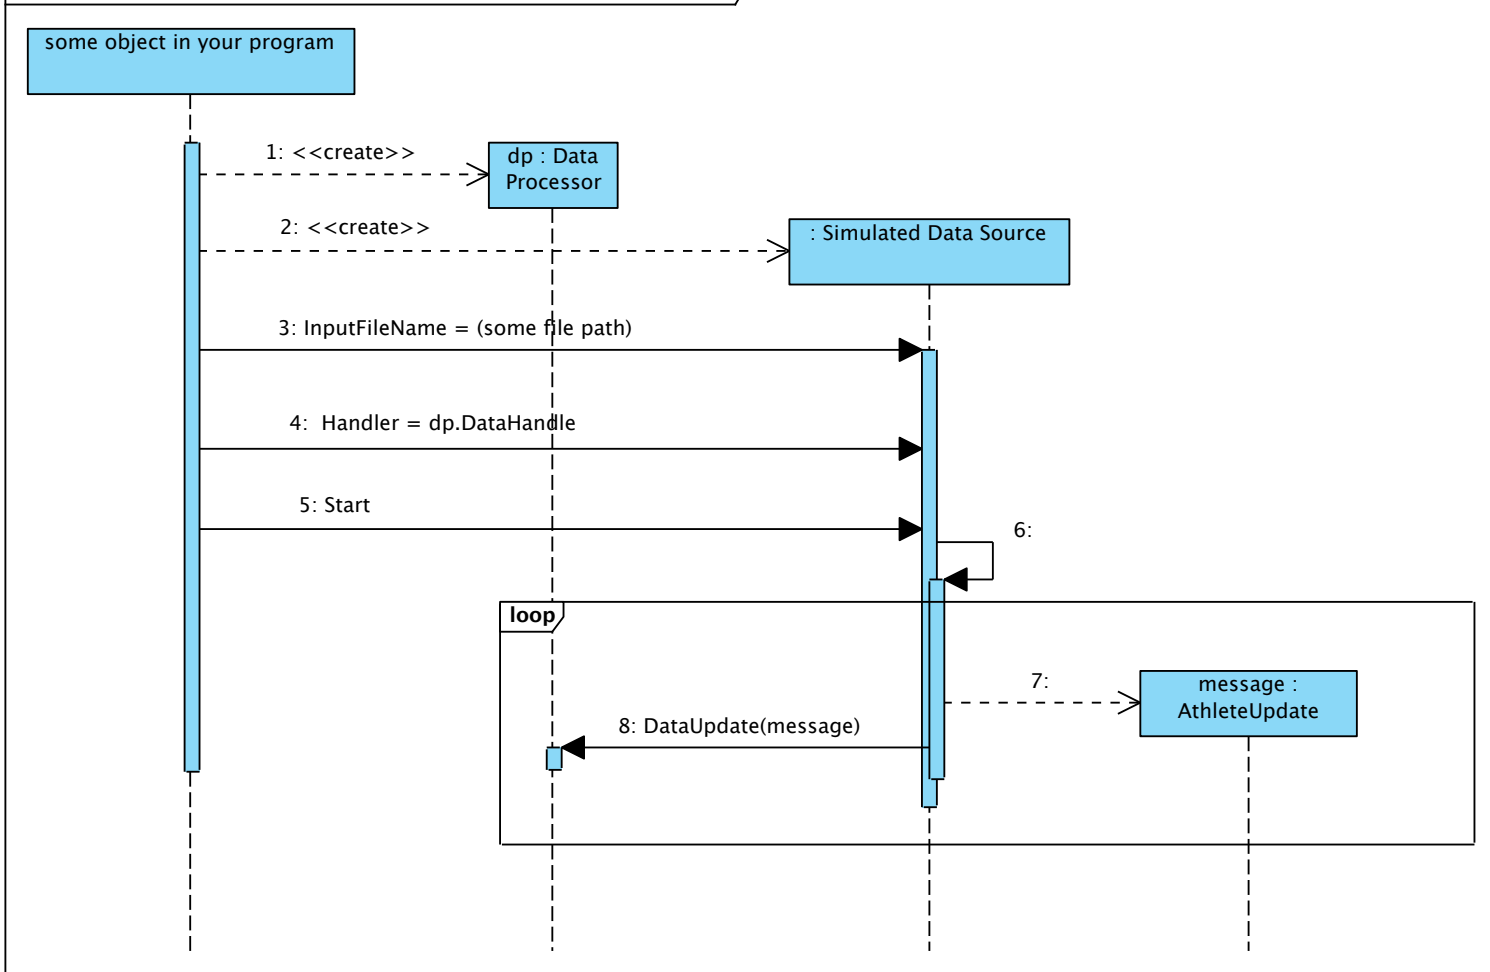 some object in your program
1: <<create>>
dp : Data
Processor
2: <<create>>
: Simulated Data Source
3: InputFileName = (some file path)
4:  Handler = dp.DataHandle
5: Start
6:
loop
7:
message :
AthleteUpdate
8: DataUpdate(message)